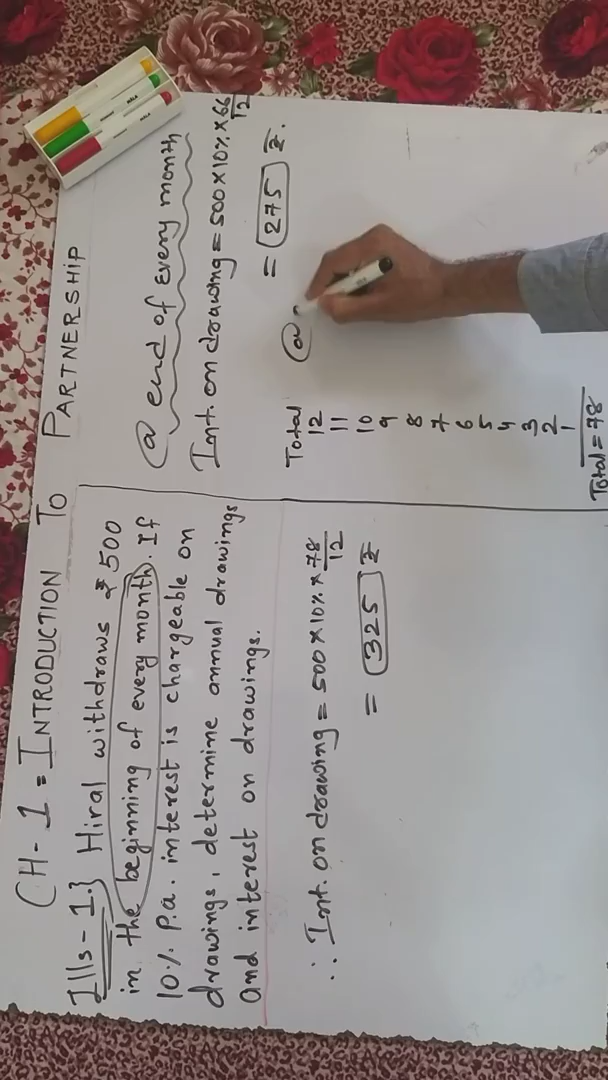 CH-1 = INTRODUCTION TO PARTNERSHIP
Ills-1.} Hiral withdraws ₹ 500
in the beginning of every month. If
10% p.a. interest is chargeable on
drawings, determine annual drawings
and interest on drawings.
∴ Int. on drawing = 500 × 10% × 78/12
= 325 ₹
@ end of every month
Int. on drawing = 500 × 10% × 66/12
= 275 ₹.
@
Total
12
11
10
9
8
7
6
5
4
3
2
1
Total = 78